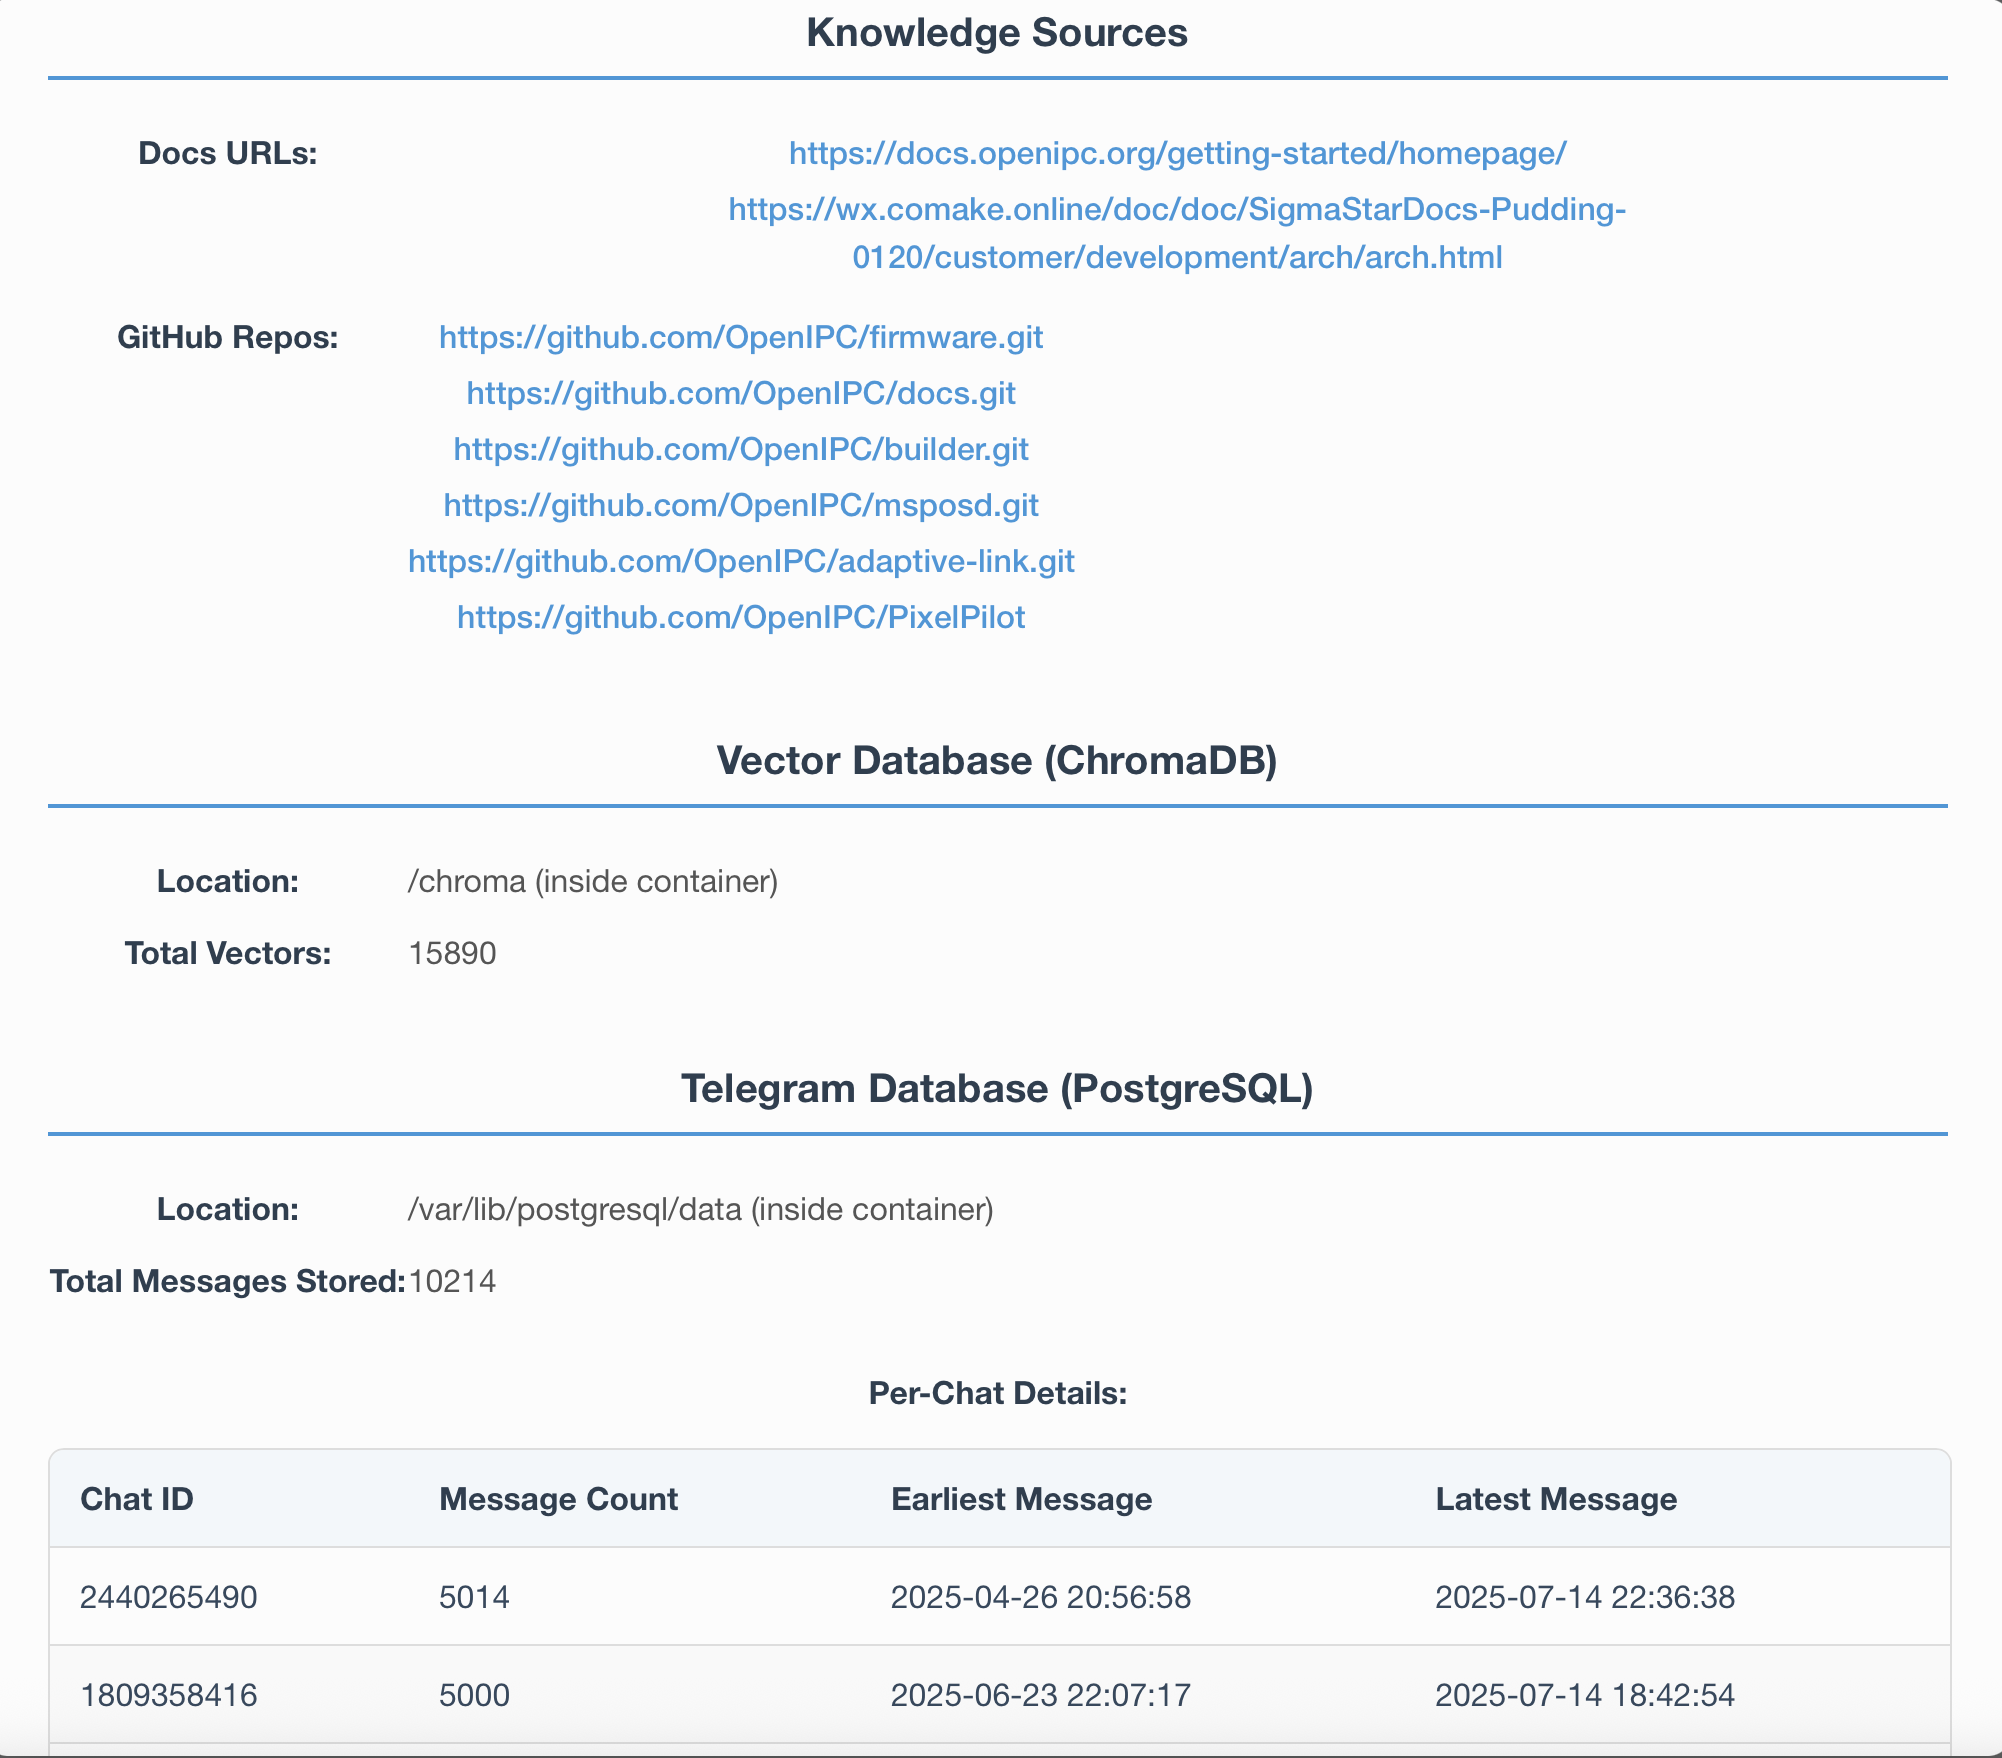 Knowledge Sources
Docs URLs: https://docs.openipc.org/getting-started/homepage/
https://wx.comake.online/doc/doc/SigmaStarDocs-Pudding-
0120/customer/development/arch/arch.html
GitHub Repos: https://github.com/OpenIPC/firmware.git
https://github.com/OpenIPC/docs.git
https://github.com/OpenIPC/builder.git
https://github.com/OpenIPC/msposd.git
https://github.com/OpenIPC/adaptive-link.git
https://github.com/OpenIPC/PixelPilot
Vector Database (ChromaDB)
Location: /chroma (inside container)
Total Vectors: 15890
Telegram Database (PostgreSQL)
Location: /var/lib/postgresql/data (inside container)
Total Messages Stored: 10214
Per-Chat Details:
Chat ID Message Count Earliest Message Latest Message
2440265490 5014 2025-04-26 20:56:58 2025-07-14 22:36:38
1809358416 5000 2025-06-23 22:07:17 2025-07-14 18:42:54